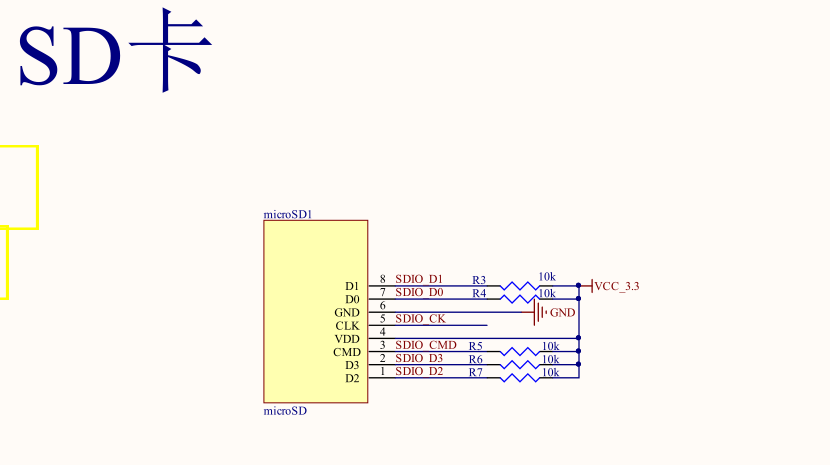 SD卡
microSD1
D1 8 SDIO_D1 R3 10k VCC_3.3
D0 7 SDIO_D0 R4 10k
GND 6 GND
CLK 5 SDIO_CK
VDD 4
CMD 3 SDIO_CMD R5 10k
D3 2 SDIO_D3 R6 10k
D2 1 SDIO_D2 R7 10k
microSD